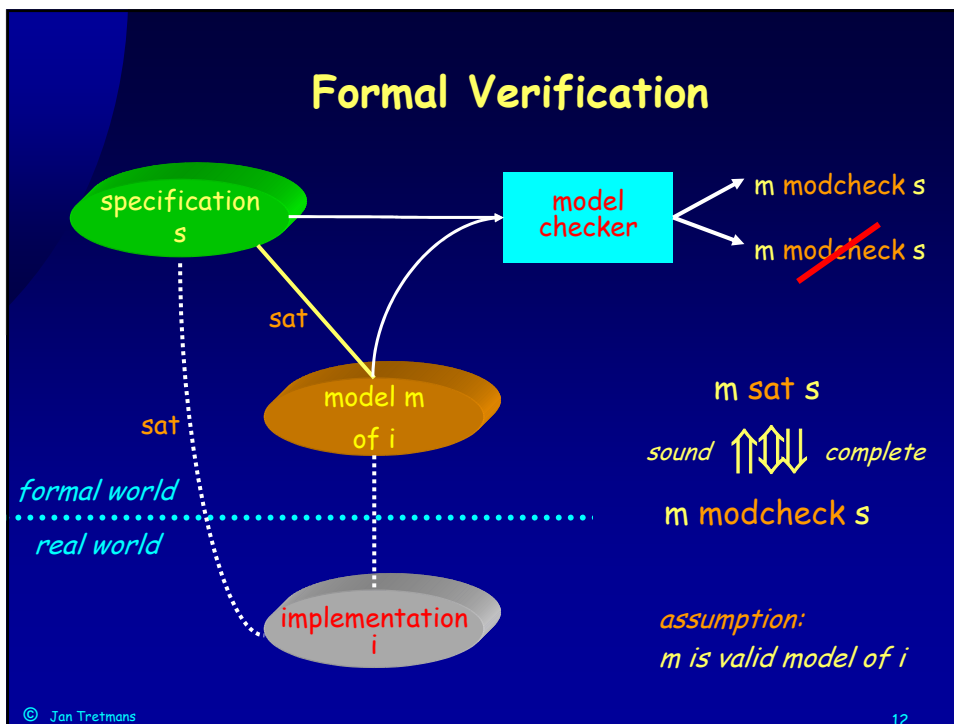 Formal Verification
specification
s
model
checker
m modcheck s
m modcheck s
sat
model m
of i
sat
m sat s
sound ⇑⇕⇓ complete
m modcheck s
formal world
real world
implementation
i
assumption:
m is valid model of i
© Jan Tretmans
12